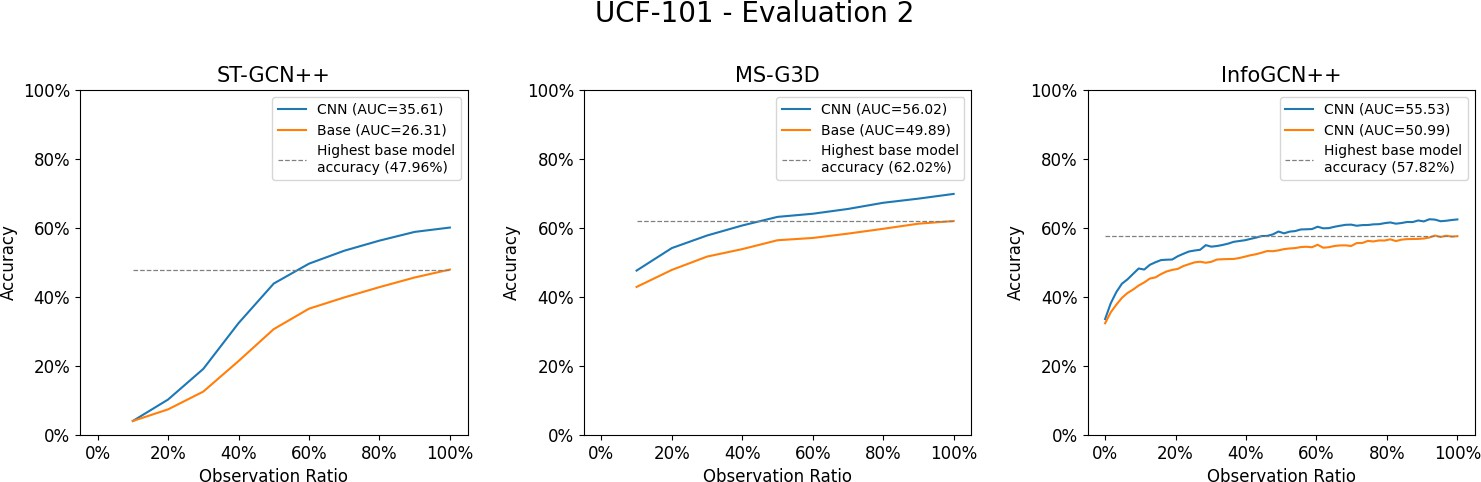 UCF-101 - Evaluation 2
ST-GCN++
100%
80%
60%
40%
20%
0%
Accuracy
CNN (AUC=35.61)
Base (AUC=26.31)
Highest base model
accuracy (47.96%)
0%
20%
40%
60%
80%
100%
Observation Ratio
MS-G3D
100%
80%
60%
40%
20%
0%
Accuracy
CNN (AUC=56.02)
Base (AUC=49.89)
Highest base model
accuracy (62.02%)
0%
20%
40%
60%
80%
100%
Observation Ratio
InfoGCN++
100%
80%
60%
40%
20%
0%
Accuracy
CNN (AUC=55.53)
CNN (AUC=50.99)
Highest base model
accuracy (57.82%)
0%
20%
40%
60%
80%
100%
Observation Ratio